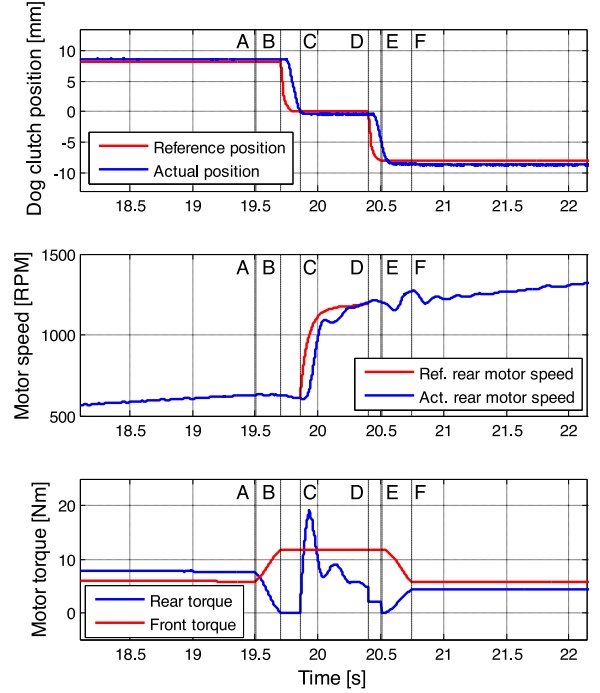 A B C D E F
Dog clutch position [mm]
10
5
0
-5
-10
Reference position
Actual position
18.5 19 19.5 20 20.5 21 21.5 22
A B C D E F
Motor speed [RPM]
1500
1000
500
Ref. rear motor speed
Act. rear motor speed
18.5 19 19.5 20 20.5 21 21.5 22
A B C D E F
Motor torque [Nm]
20
10
0
Rear torque
Front torque
18.5 19 19.5 20 20.5 21 21.5 22
Time [s]